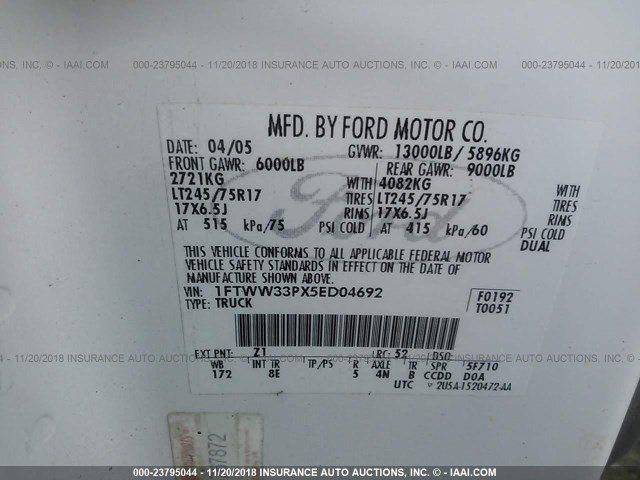 000-23795044 - 11/20/2018 INSURANCE AUTO AUCTIONS, INC. © - IAAI.COM
MFD. BY FORD MOTOR CO.
DATE: 04/05 GVWR: 13000LB/ 5896KG
FRONT GAWR: 6000LB REAR GAWR: 9000LB
2721KG WITH 4082KG WITH
LT245/75R17 TIRES LT245/75R17 TIRES
17X6.5J RIMS 17X6.5J RIMS
AT 515 kPa/75 PSI COLD AT 415 kPa/60 PSI COLD
DUAL
Ford
THIS VEHICLE CONFORMS TO ALL APPLICABLE FEDERAL MOTOR
VEHICLE SAFETY STANDARDS IN EFFECT ON THE DATE OF
MANUFACTURE SHOWN ABOVE.
VIN: 1FTWW33PX5ED04692 F0192
TYPE: TRUCK T0051
EXT PNT: Z1 RC: 52 DSO:
WB INT TR TP/PS R AXLE TR SPR 5F710
172 8E 5 4N B CCDD DOA
UTC ▽ 2U5A-1520472-AA
7872
000-23795044 - 11/20/2018 INSURANCE AUTO AUCTIONS, INC. © - IAAI.COM